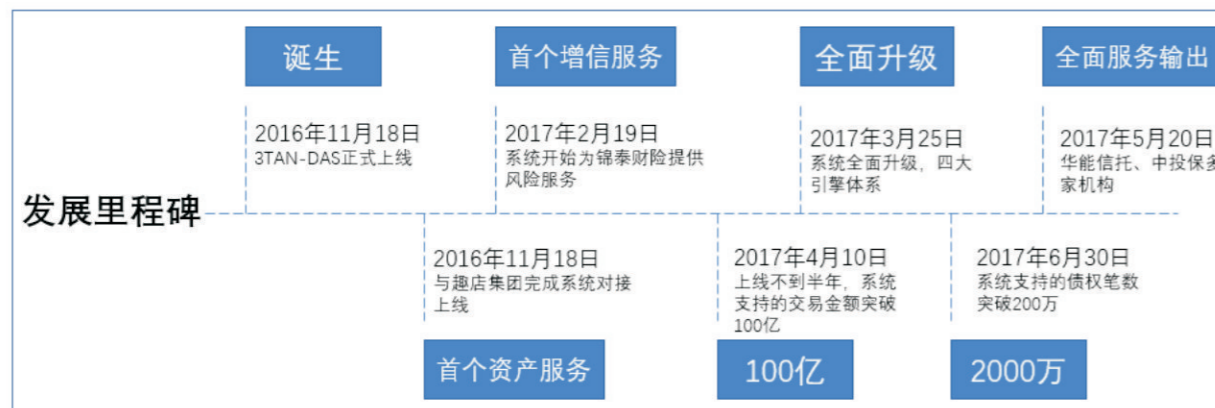 诞生
首个增信服务
全面升级
全面服务输出
2016年11月18日
3TAN-DAS正式上线
2017年2月19日
系统开始为锦泰财险提供
风险服务
2017年3月25日
系统全面升级，四大
引擎体系
2017年5月20日
华能信托、中投保多
家机构
发展里程碑
2016年11月18日
与趣店集团完成系统对接
上线
2017年4月10日
上线不到半年，系统
支持的交易金额突破
100亿
2017年6月30日
系统支持的债权笔数
突破200万
首个资产服务
100亿
2000万